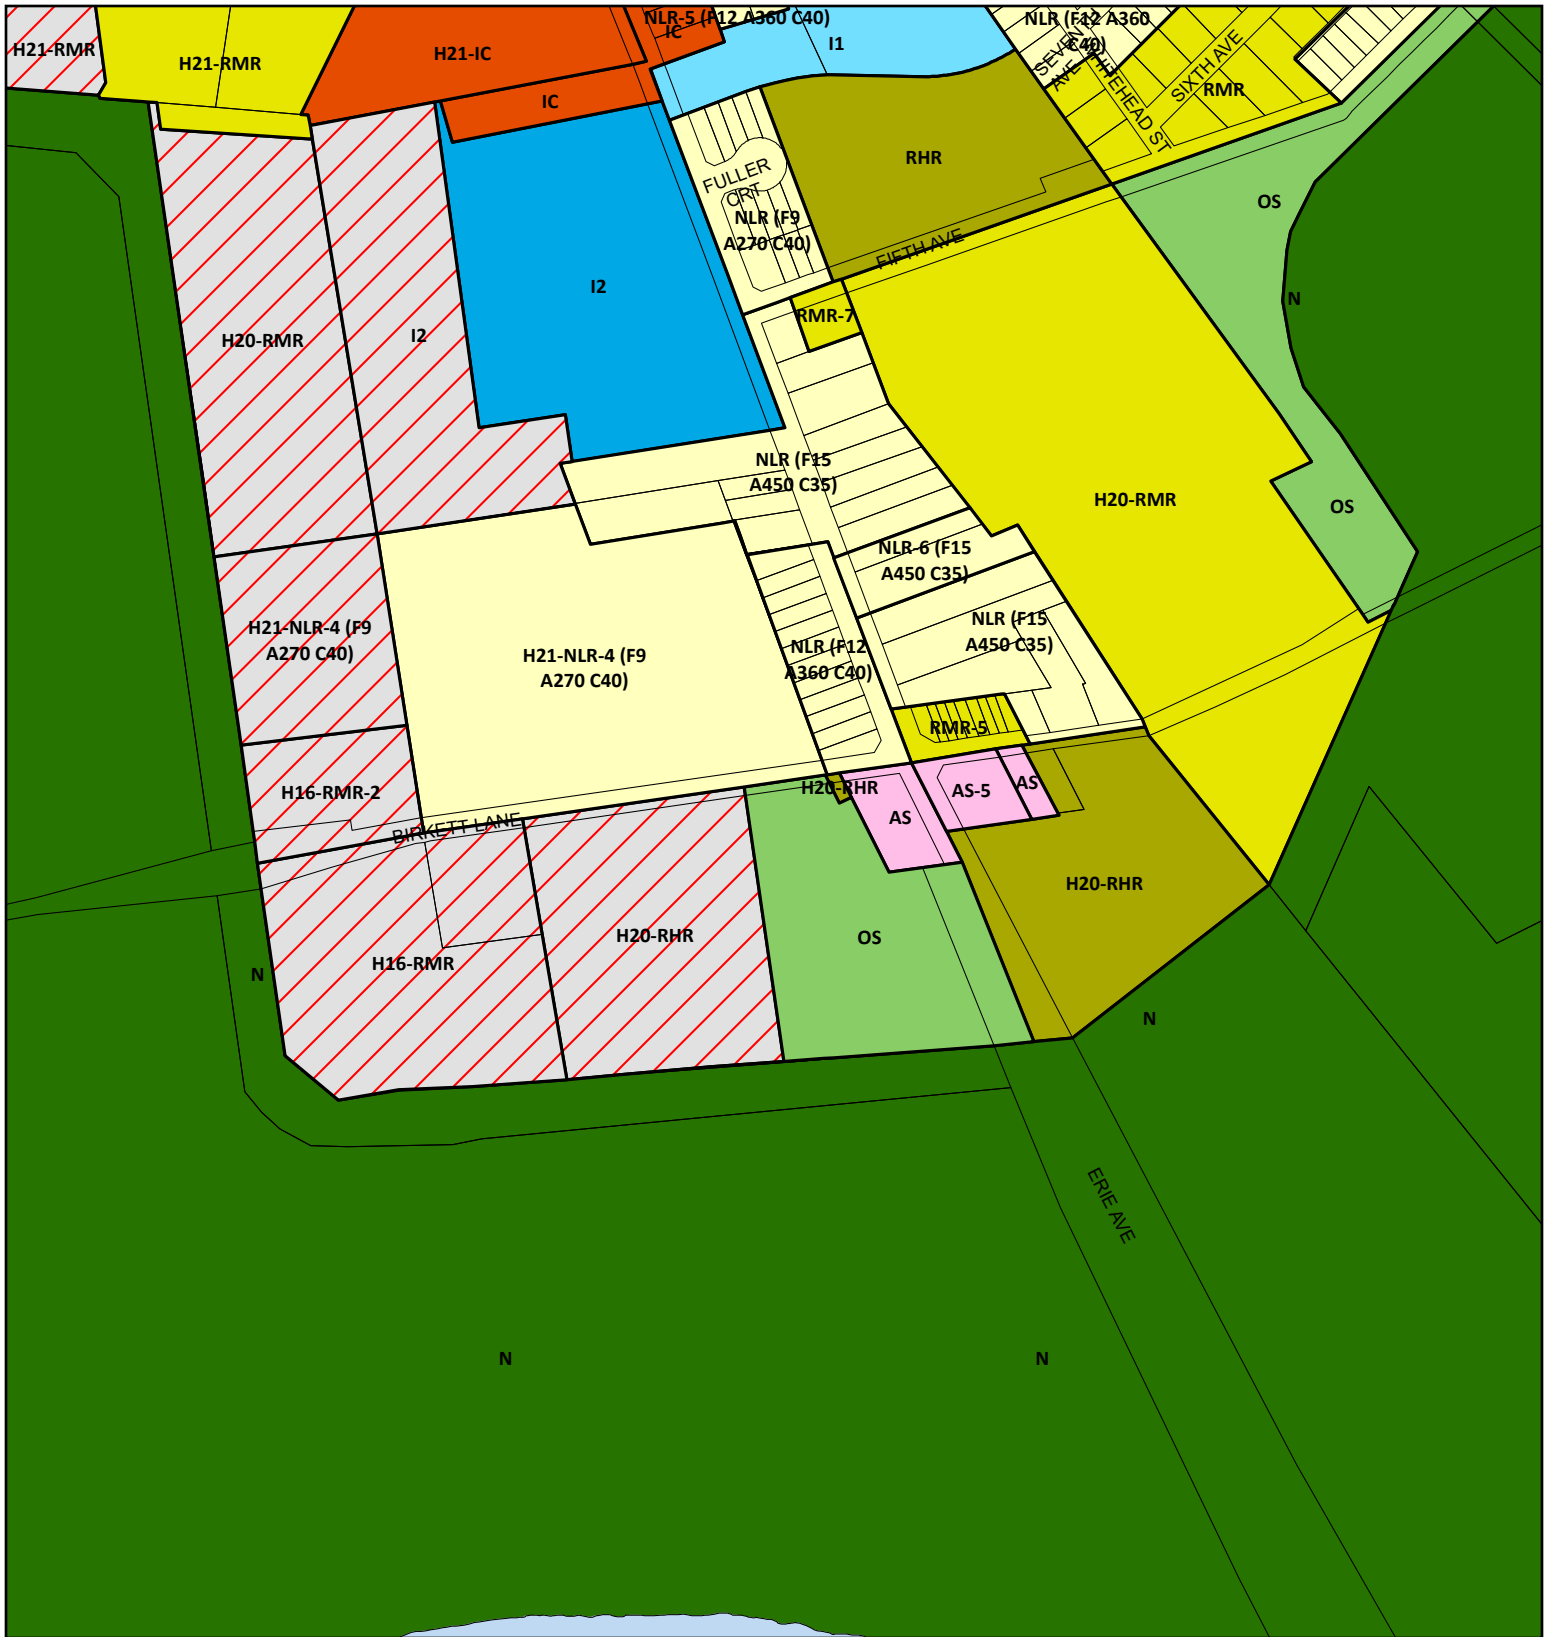 NLR-5 (F12 A360 C40)
NLR (F12 A360
C40)
IC
I1
H21-RMR
H21-RMR
H21-IC
SEVENTH
AVE
WHITEHEAD ST
SIXTH AVE
RMR
IC
RHR
FULLER
CRT
OS
NLR (F9
A270 C40)
FIFTH AVE
I2
N
RMR-7
H20-RMR
I2
NLR (F15
A450 C35)
H20-RMR
OS
NLR-6 (F15
A450 C35)
H21-NLR-4 (F9
A270 C40)
H21-NLR-4 (F9
A270 C40)
NLR (F12
A360 C40)
NLR (F15
A450 C35)
RMR-5
H16-RMR-2
H20-RHR
AS-5
AS
AS
BIRKETT LANE
H20-RHR
H20-RHR
OS
H16-RMR
N
N
ERIE AVE
N
N